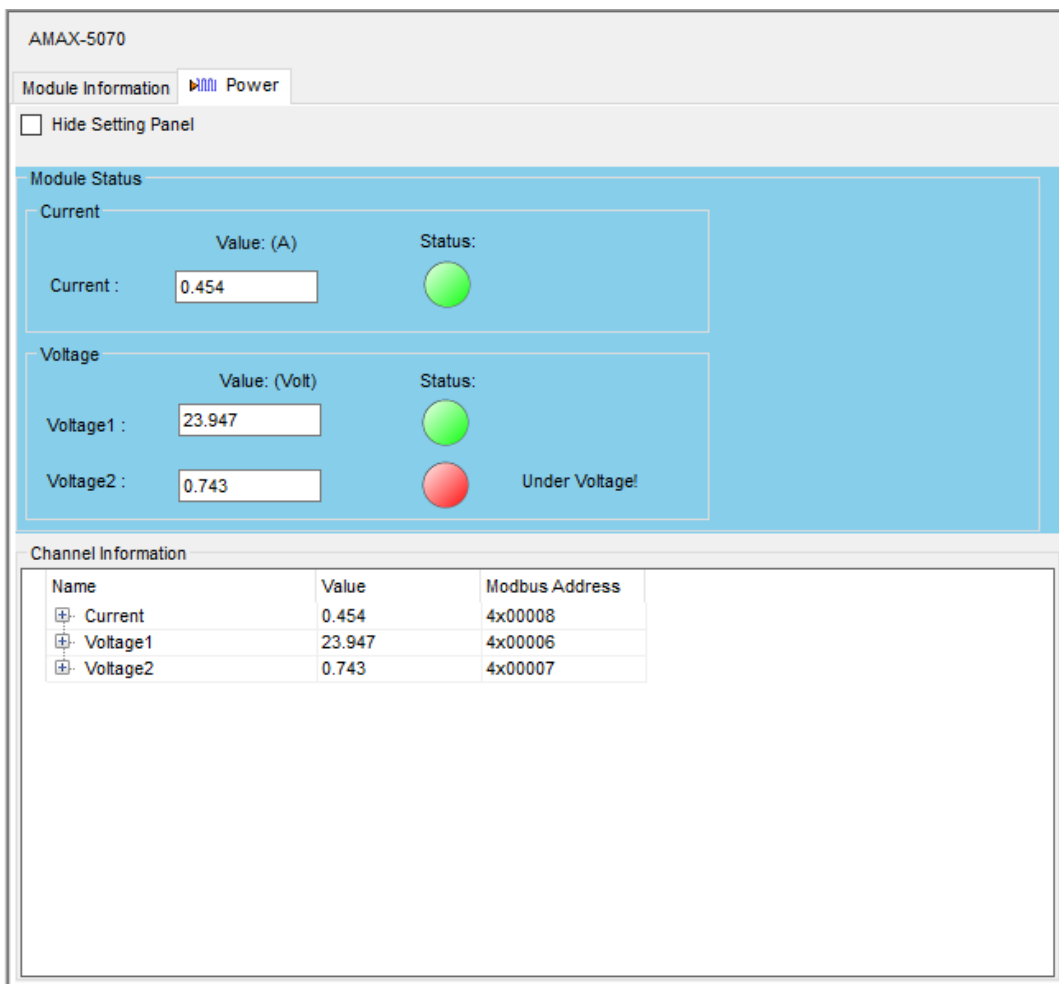 AMAX-5070
Module Information Power
Hide Setting Panel
Module Status
Current
Value: (A) Status:
Current : 0.454
Voltage
Value: (Volt) Status:
Voltage1 : 23.947
Voltage2 : 0.743 Under Voltage!
Channel Information
Name Value Modbus Address
Current 0.454 4x00008
Voltage1 23.947 4x00006
Voltage2 0.743 4x00007